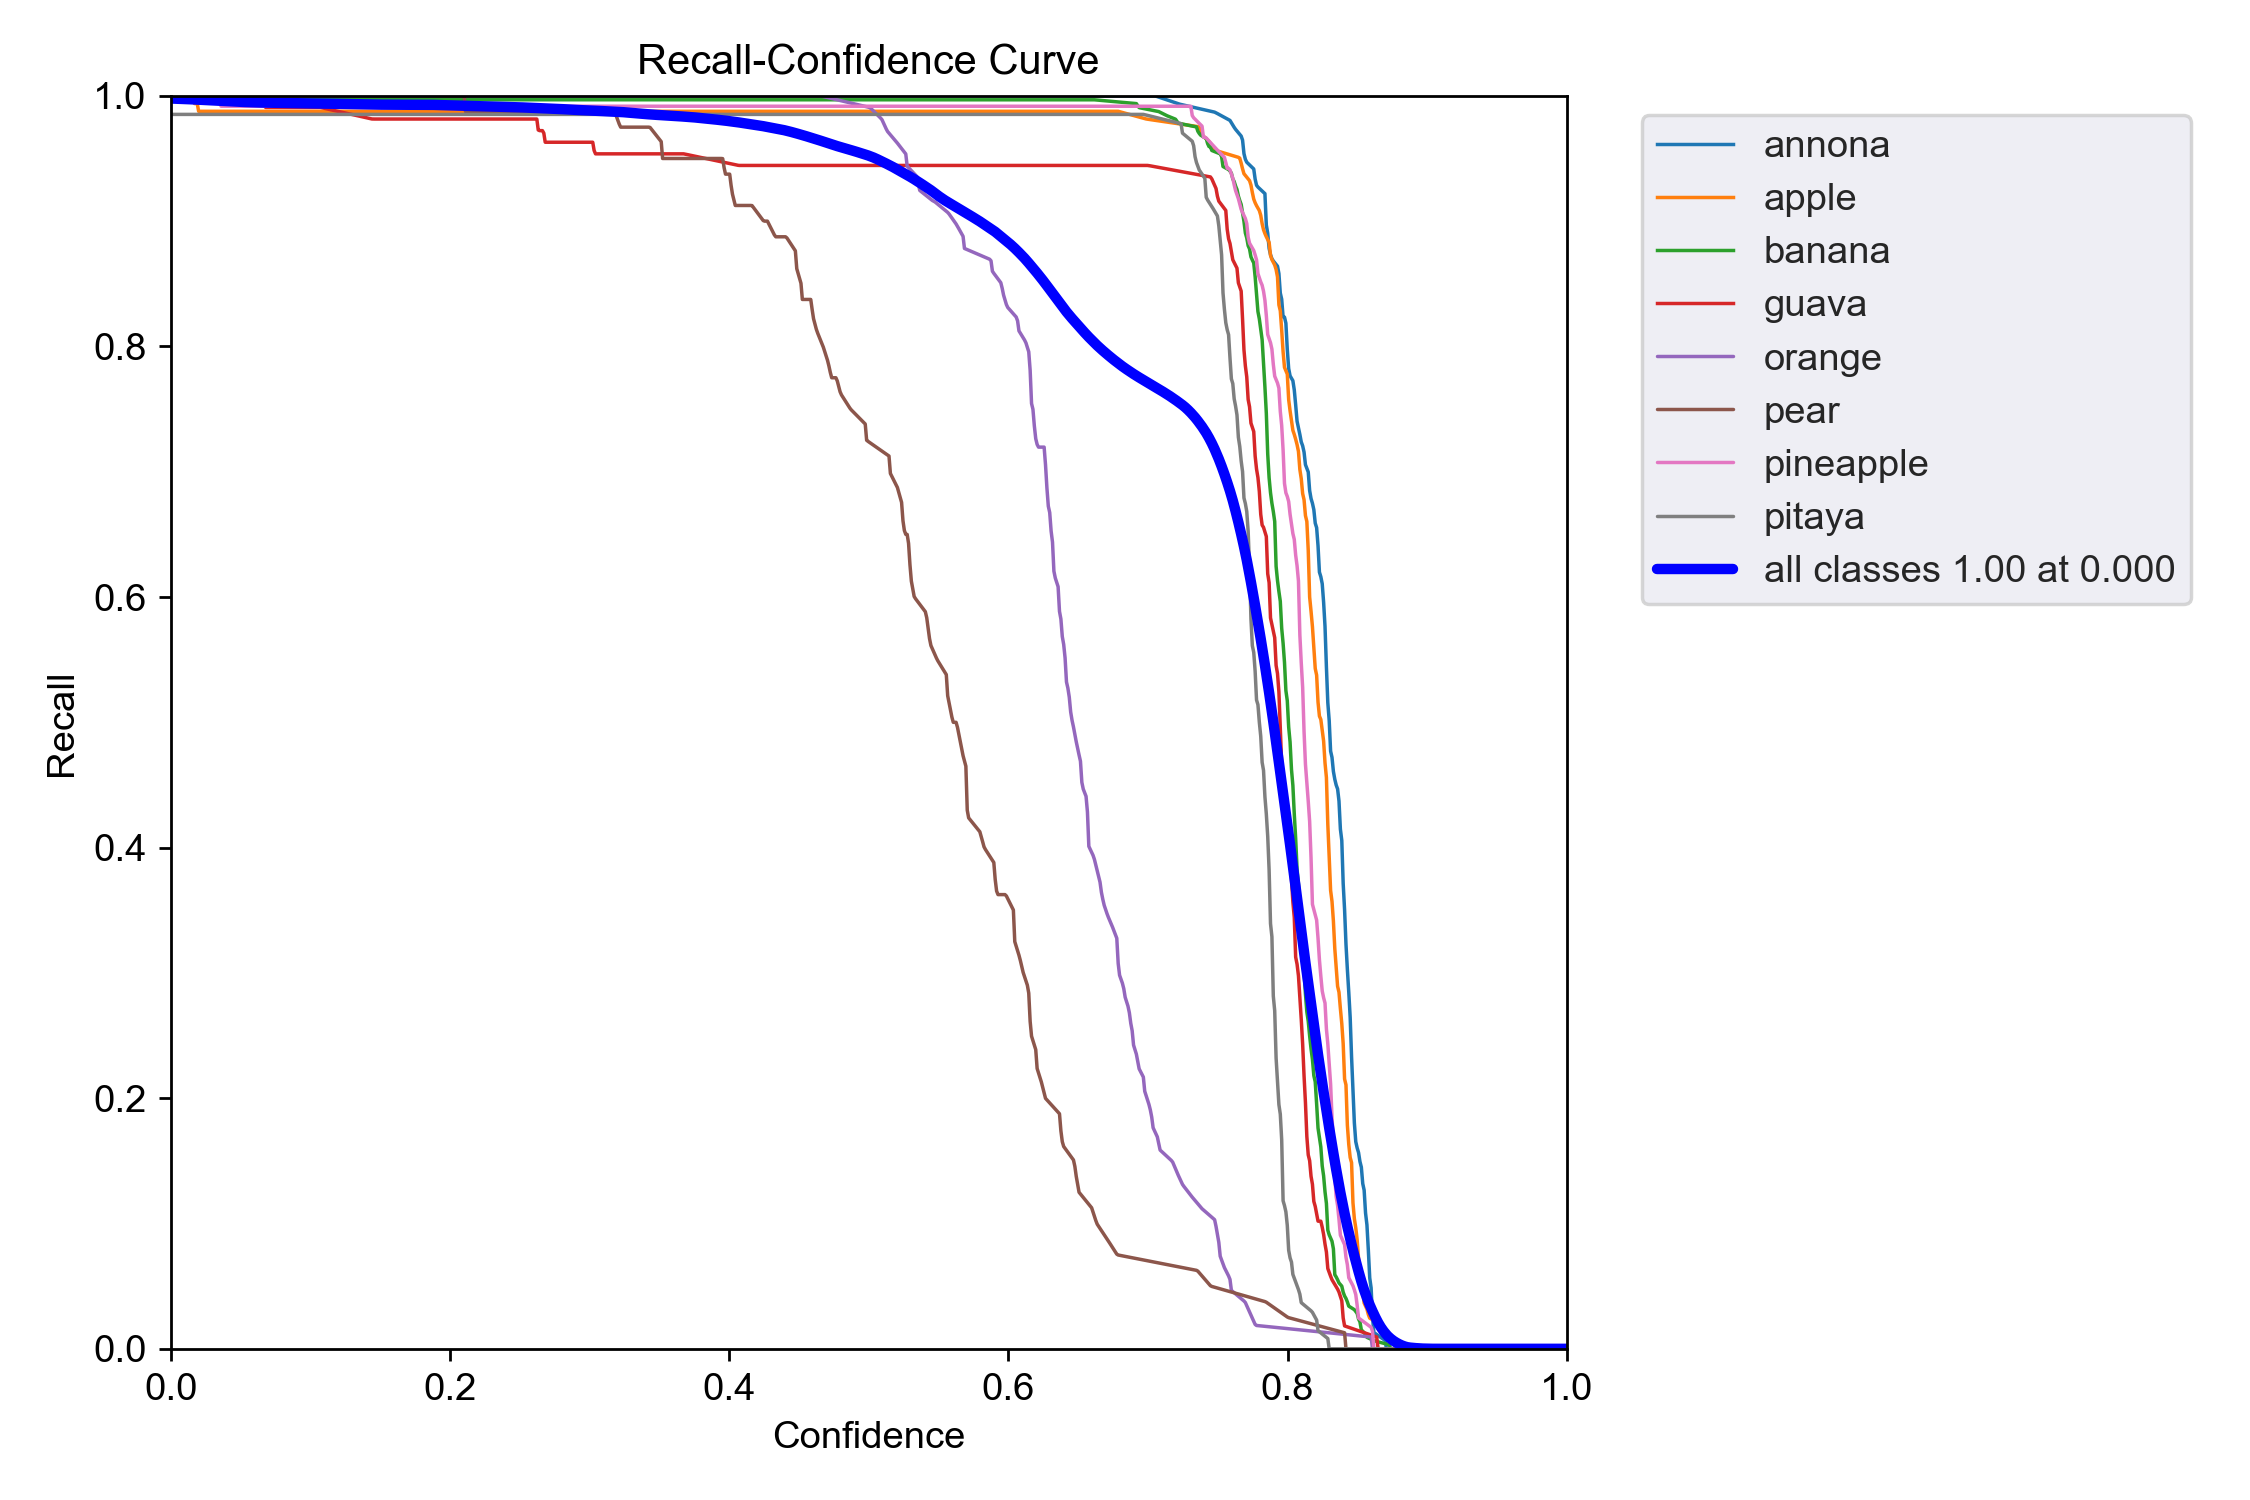 Recall-Confidence Curve
1.0
0.8
0.6
0.4
0.2
0.0
Recall
0.0 0.2 0.4 0.6 0.8 1.0
Confidence
annona
apple
banana
guava
orange
pear
pineapple
pitaya
all classes 1.00 at 0.000